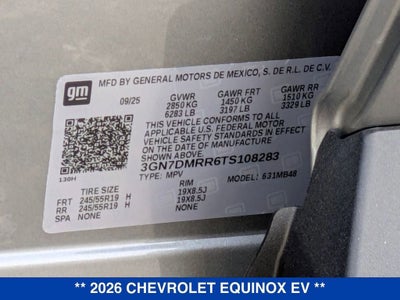 gm
MFD BY GENERAL MOTORS DE MEXICO, S. DE R.L. DE C.V.
09/25 GVWR GAWR FRT GAWR RR
2850 KG 1450 KG 1510 KG
6283 LB 3197 LB 3329 LB
THIS VEHICLE CONFORMS TO ALL APPLICABLE
U.S. FEDERAL MOTOR
VEHICLE SAFETY STANDARDS IN EFFECT ON THE
DATE OF MANUFACTURE SHOWN ABOVE.
3GN7DMRR6TS108283
TYPE: MPV MODEL: 631MB48
130H
TIRE SIZE RIM
FRT 245/55R19 H 19X8.5J
RR 245/55R19 H 19X8.5J
SPA NONE NONE
** 2026 CHEVROLET EQUINOX EV **